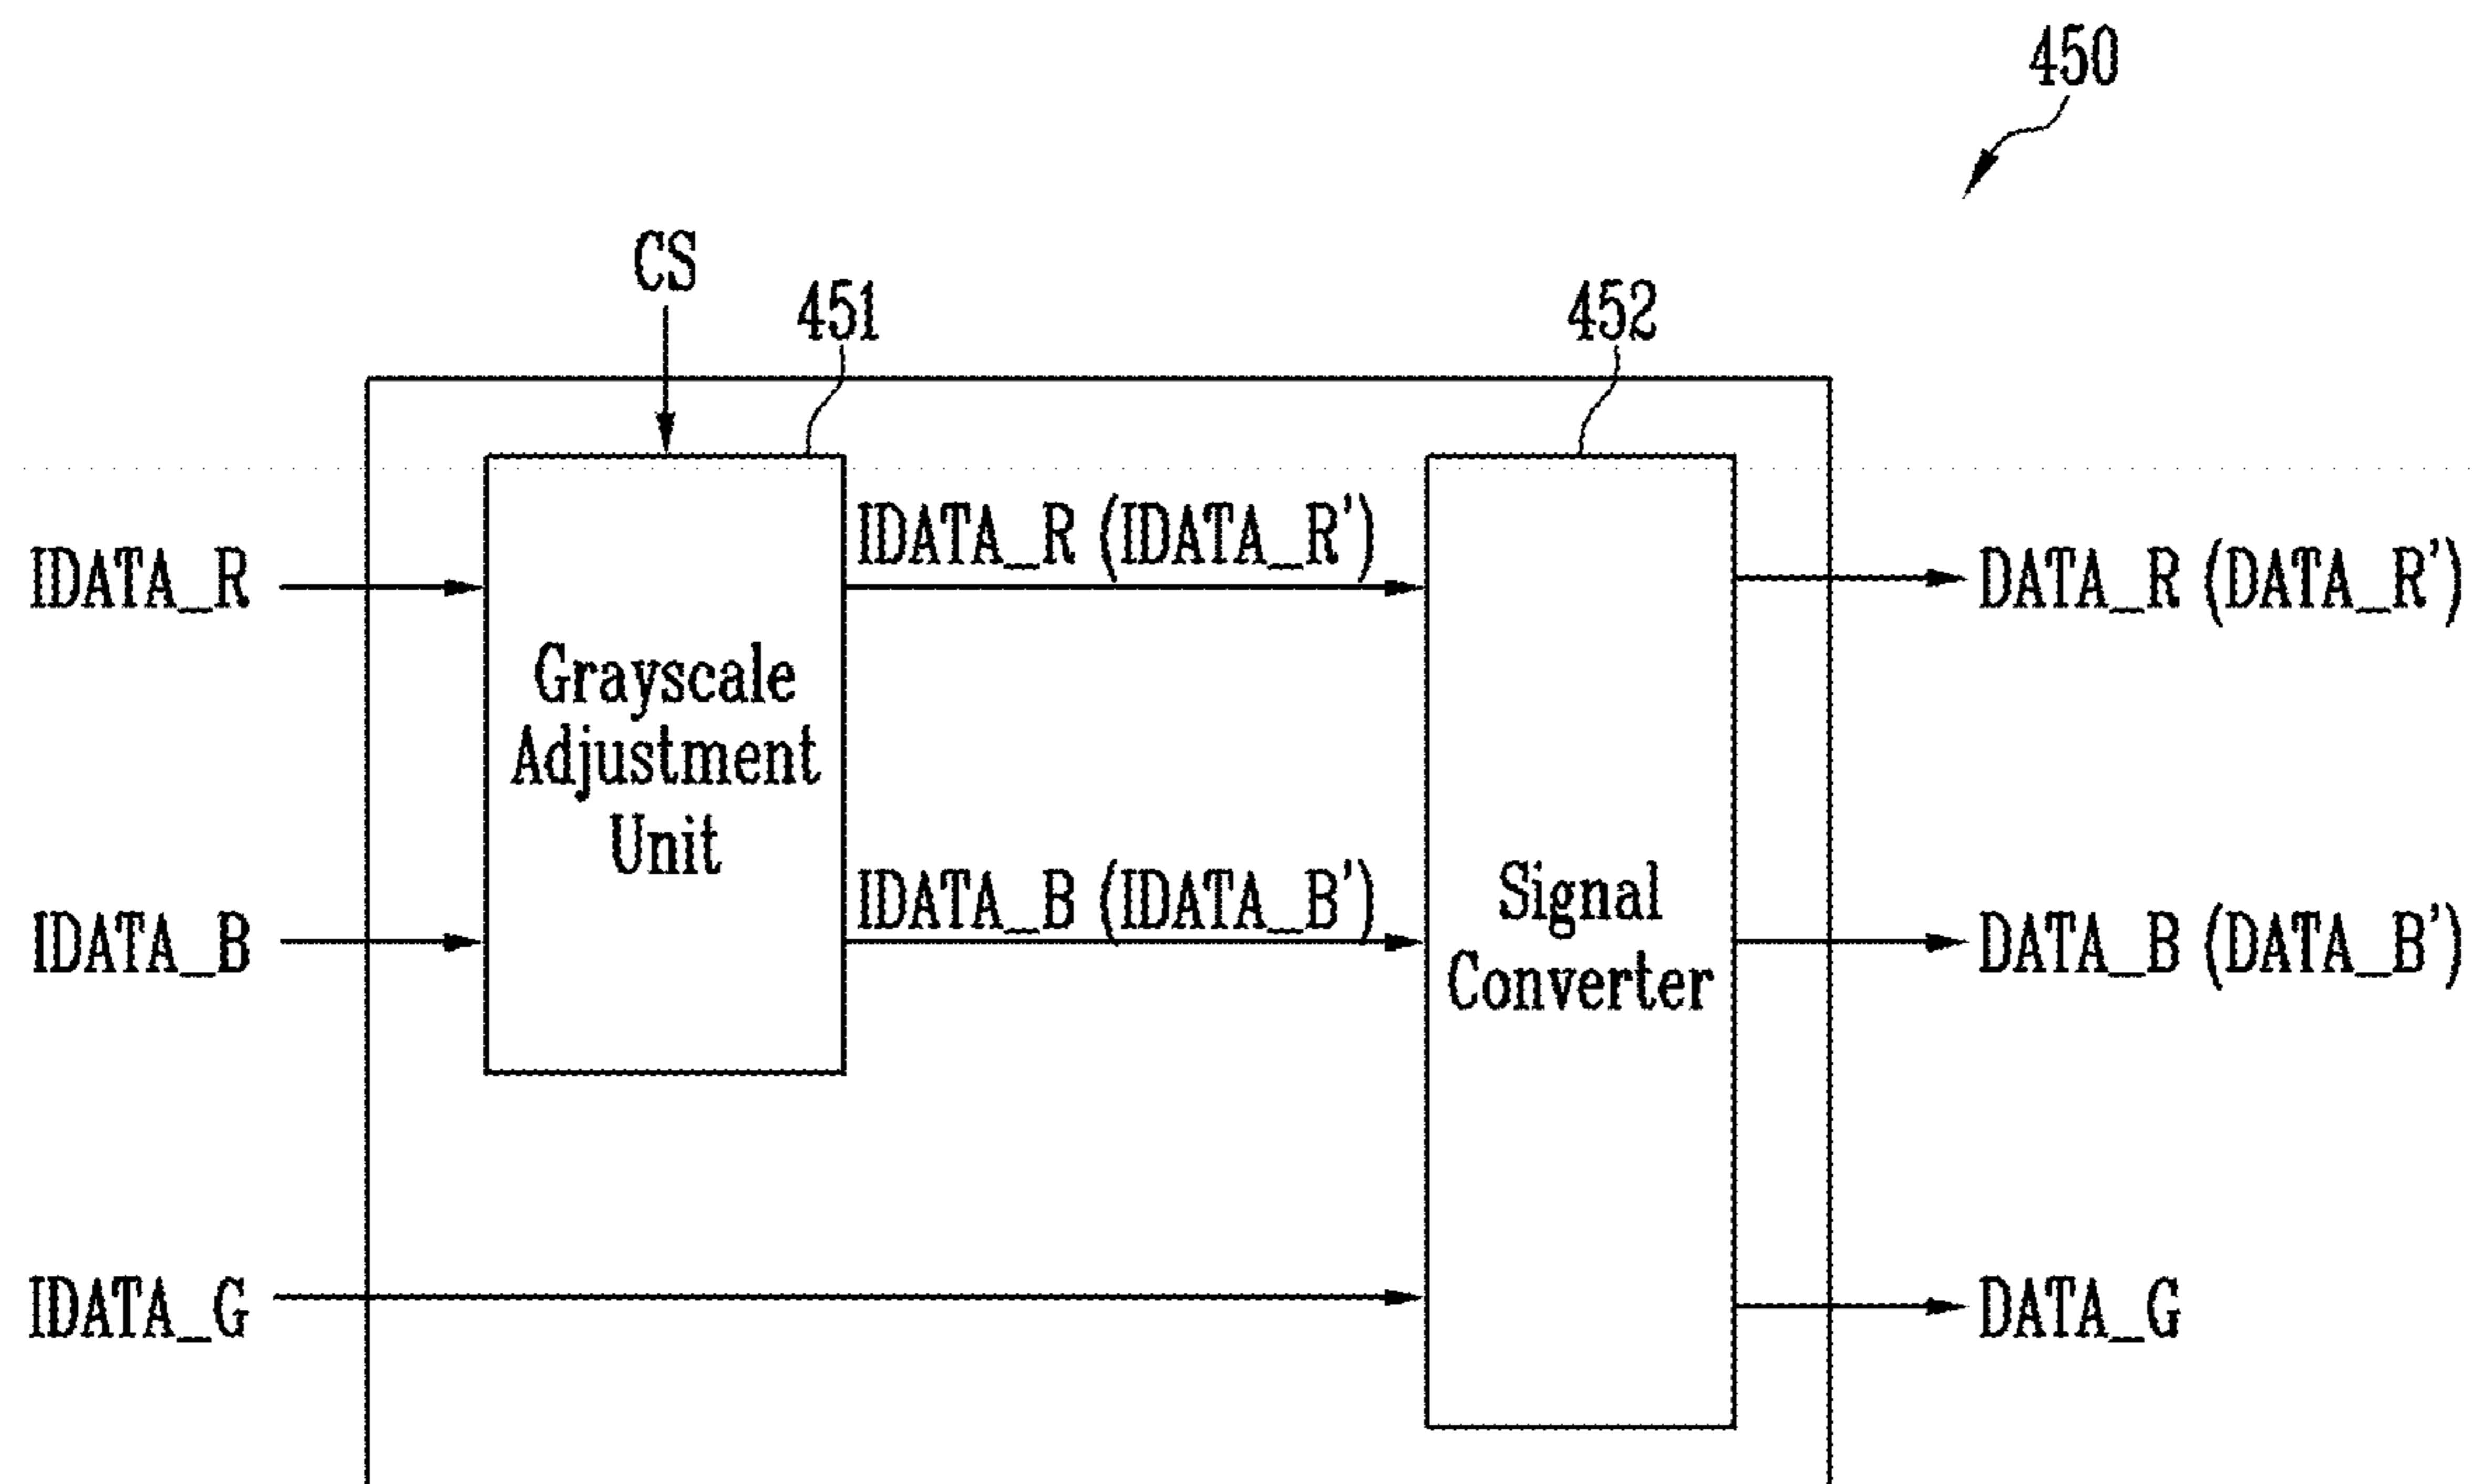 450
CS
451
452
IDATA_R
IDATA_R (IDATA_R')
DATA_R (DATA_R')
Grayscale
Adjustment
Unit
IDATA_B
IDATA_B (IDATA_B')
Signal
Converter
DATA_B (DATA_B')
IDATA_G
DATA_G